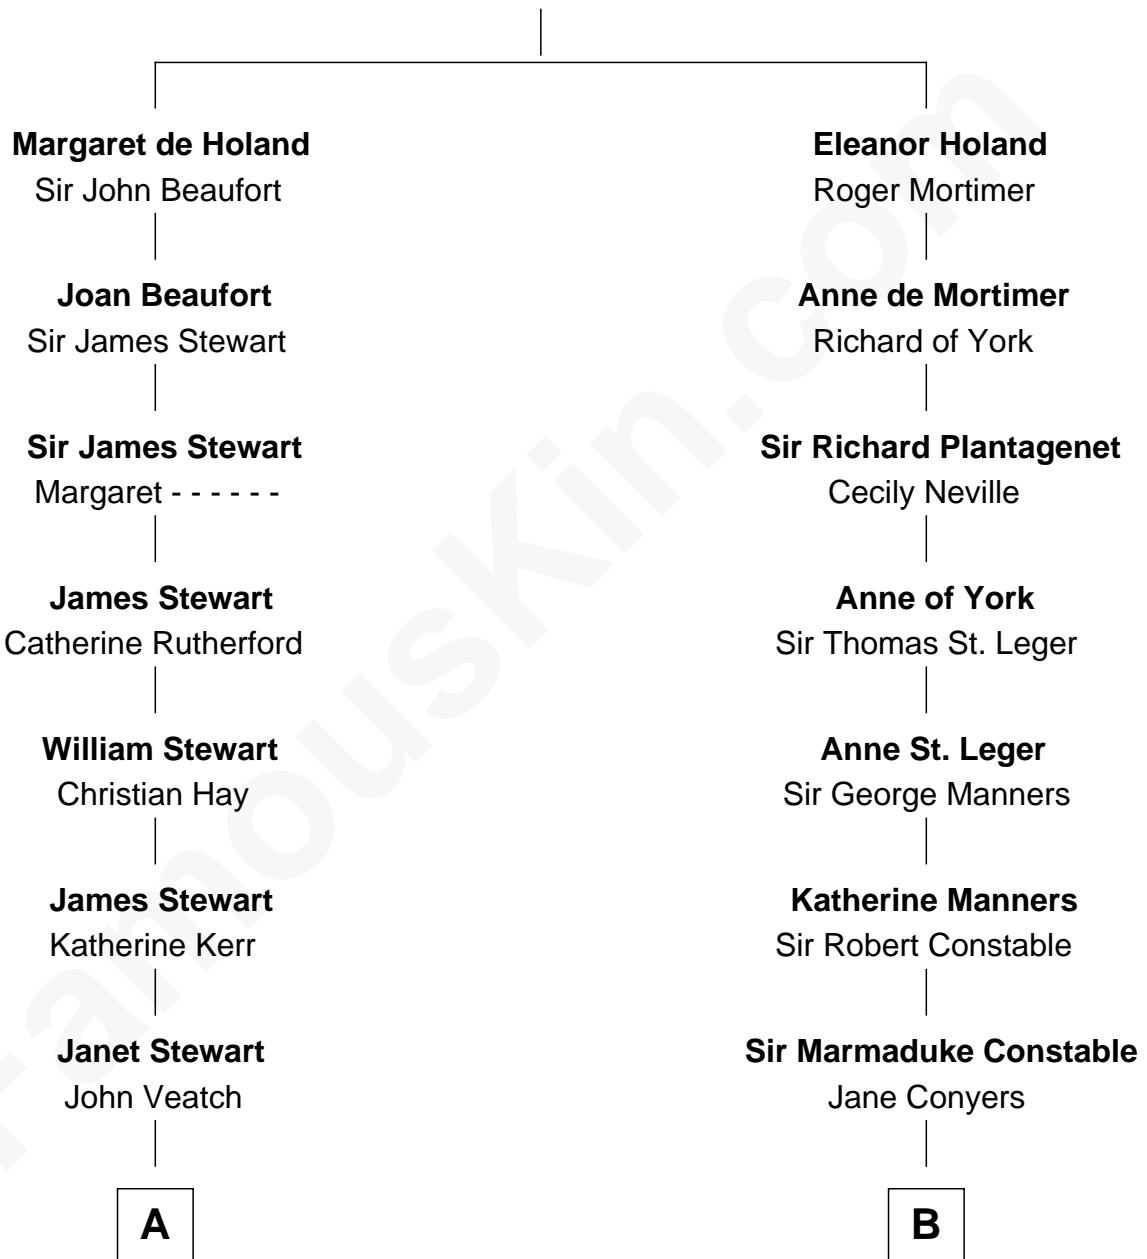 Margaret de Holand
Sir John Beaufort
Joan Beaufort
Sir James Stewart
Sir James Stewart
Margaret - - - - - -
James Stewart
Catherine Rutherford
William Stewart
Christian Hay
James Stewart
Katherine Kerr
Janet Stewart
John Veatch
A
Eleanor Holand
Roger Mortimer
Anne de Mortimer
Richard of York
Sir Richard Plantagenet
Cecily Neville
Anne of York
Sir Thomas St. Leger
Anne St. Leger
Sir George Manners
Katherine Manners
Sir Robert Constable
Sir Marmaduke Constable
Jane Conyers
B
FamousKin.com